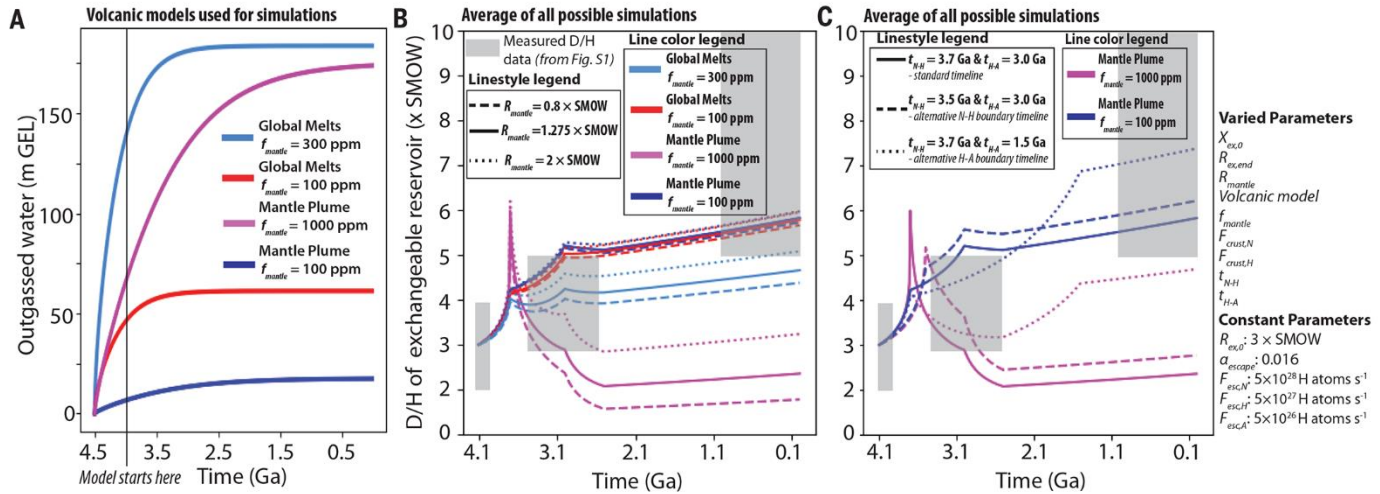 A
Volcanic models used for simulations
Outgassed water (m GEL)
150
100
50
0
Global Melts
f_mantle = 300 ppm
Global Melts
f_mantle = 100 ppm
Mantle Plume
f_mantle = 1000 ppm
Mantle Plume
f_mantle = 100 ppm
4.5 3.5 2.5 1.5 0.5
Model starts here
Time (Ga)
B
Average of all possible simulations
D/H of exchangeable reservoir (x SMOW)
10
9
8
7
6
5
4
3
2
1
0
Measured D/H
data (from Fig. S1)
Linestyle legend
R_mantle = 0.8 × SMOW
R_mantle = 1.275 × SMOW
R_mantle = 2 × SMOW
Line color legend
Global Melts
f_mantle = 300 ppm
Global Melts
f_mantle = 100 ppm
Mantle Plume
f_mantle = 1000 ppm
Mantle Plume
f_mantle = 100 ppm
4.1 3.1 2.1 1.1 0.1
Time (Ga)
C
Average of all possible simulations
10
9
8
7
6
5
4
3
2
1
0
Linestyle legend
t_N-H = 3.7 Ga & t_H-A = 3.0 Ga
- standard timeline
t_N-H = 3.5 Ga & t_H-A = 3.0 Ga
- alternative N-H boundary timeline
t_N-H = 3.7 Ga & t_H-A = 1.5 Ga
- alternative H-A boundary timeline
Line color legend
Mantle Plume
f_mantle = 1000 ppm
Mantle Plume
f_mantle = 100 ppm
4.1 3.1 2.1 1.1 0.1
Time (Ga)
Varied Parameters
X_ex,0
R_ex,end
R_mantle
Volcanic model
f_mantle
F_crust,N
F_crust,H
t_N-H
t_H-A
Constant Parameters
R_ex,0: 3 × SMOW
α_escape: 0.016
F_esc,N: 5×10²⁸ H atoms s⁻¹
F_esc,H: 5×10²⁷ H atoms s⁻¹
F_esc,A: 5×10²⁶ H atoms s⁻¹